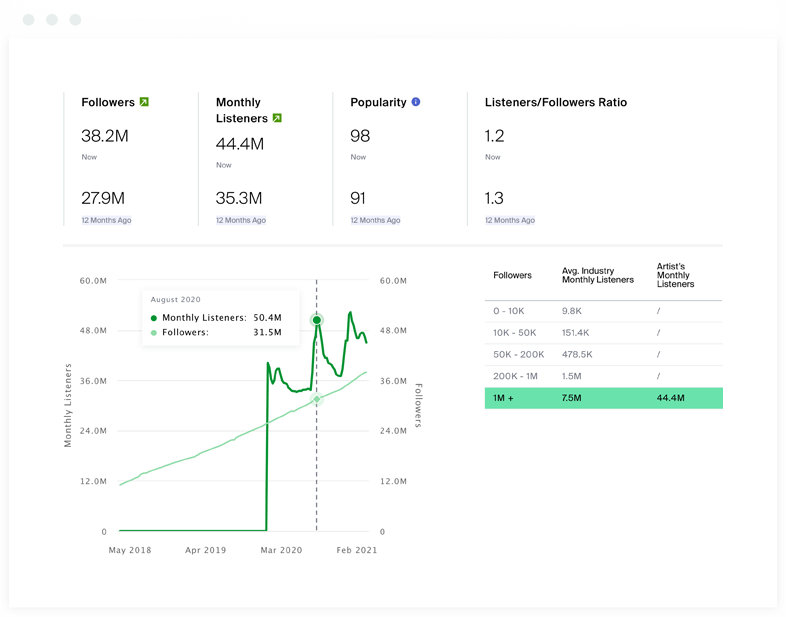 Followers
38.2M
Now
27.9M
12 Months Ago
Monthly
Listeners
44.4M
Now
35.3M
12 Months Ago
Popularity
98
Now
91
12 Months Ago
Listeners/Followers Ratio
1.2
Now
1.3
12 Months Ago
60.0M
48.0M
36.0M
24.0M
12.0M
0
Monthly Listeners
August 2020
Monthly Listeners: 50.4M
Followers: 31.5M
60.0M
48.0M
36.0M
24.0M
12.0M
0
Followers
May 2018 Apr 2019 Mar 2020 Feb 2021
Followers
Avg. Industry
Monthly Listeners
Artist's
Monthly
Listeners
0 - 10K 9.8K /
10K - 50K 151.4K /
50K - 200K 478.5K /
200K - 1M 1.5M /
1M + 7.5M 44.4M